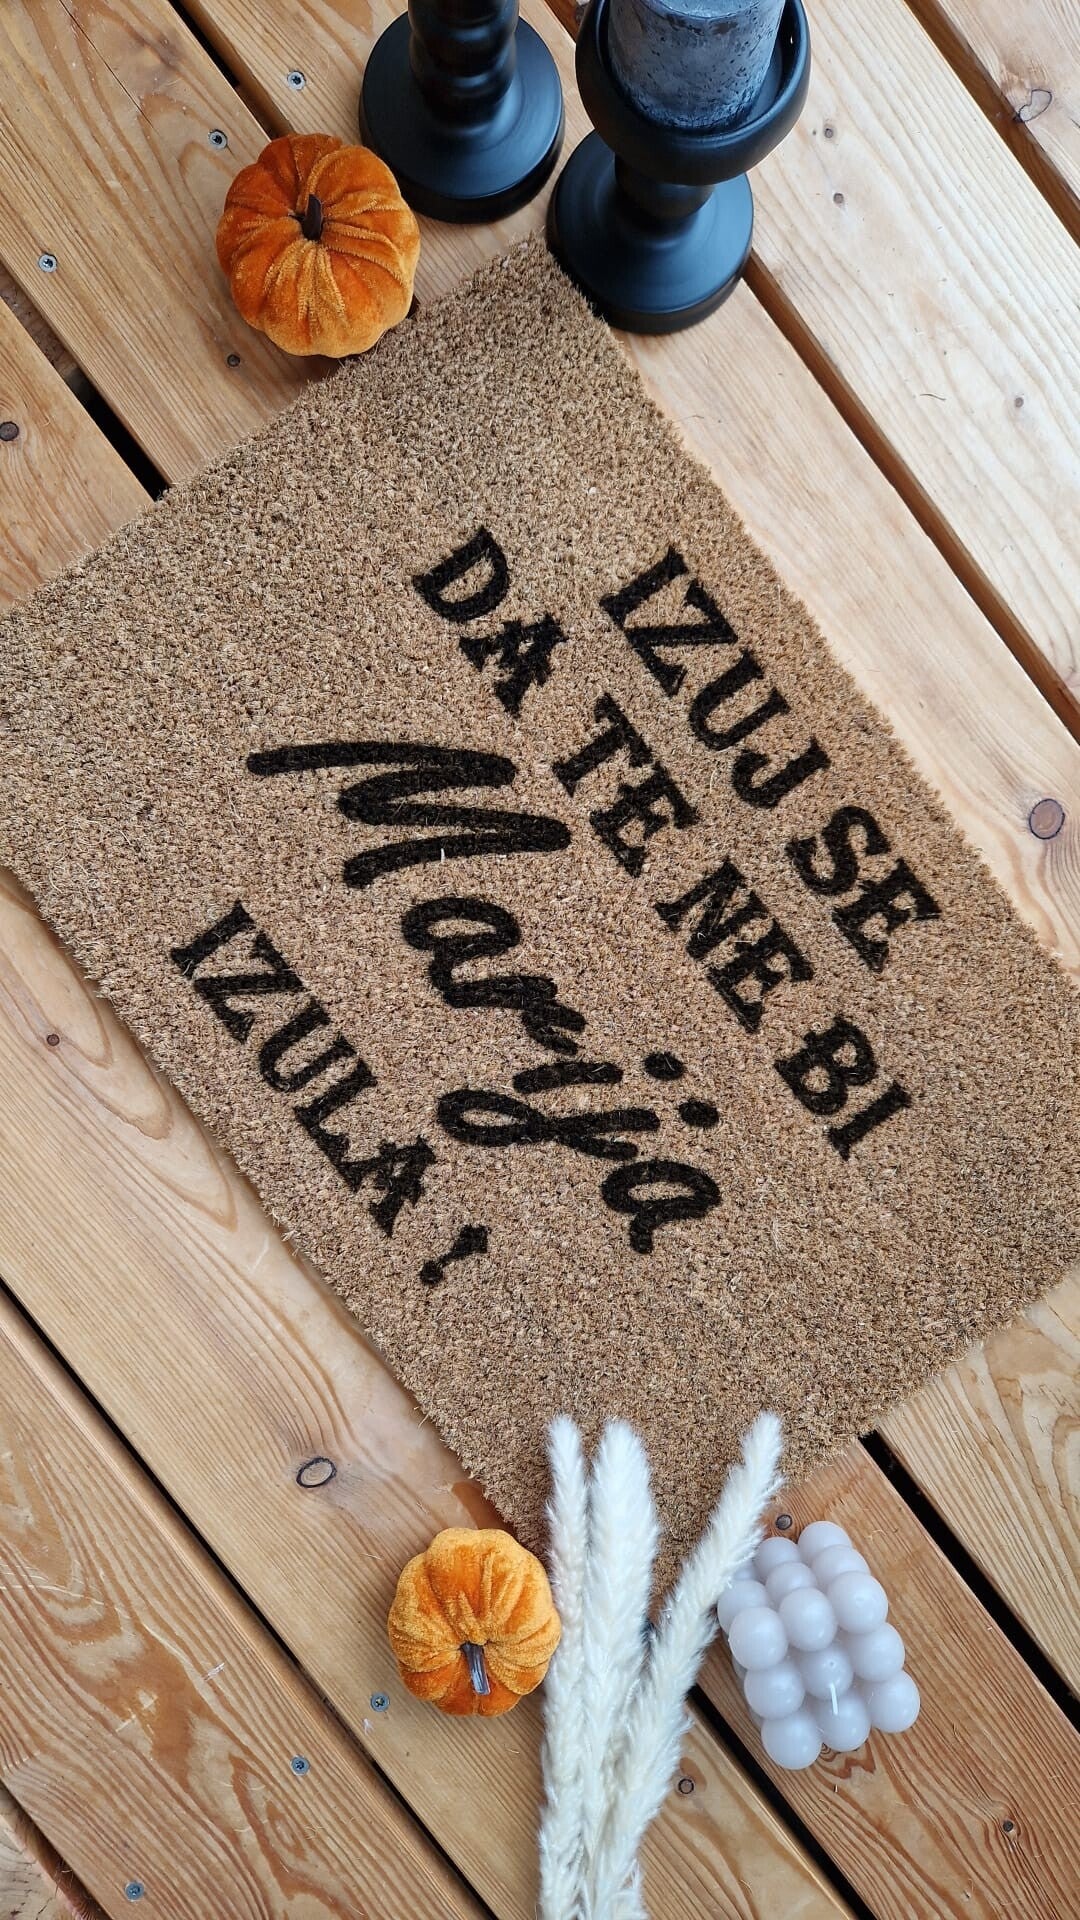 IZUJ SE
DA TE NE BI
Marija
IZULA !